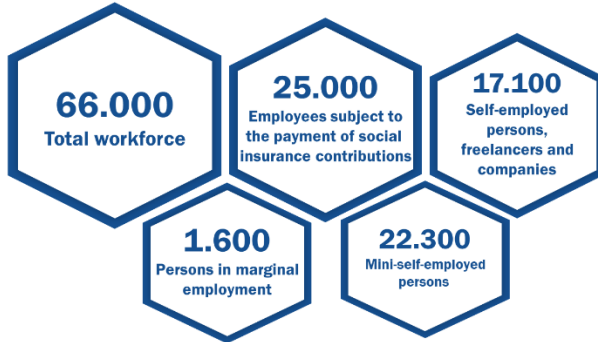 66.000
Total workforce
25.000
Employees subject to
the payment of social
insurance contributions
17.100
Self-employed
persons,
freelancers and
companies
1.600
Persons in marginal
employment
22.300
Mini-self-employed
persons